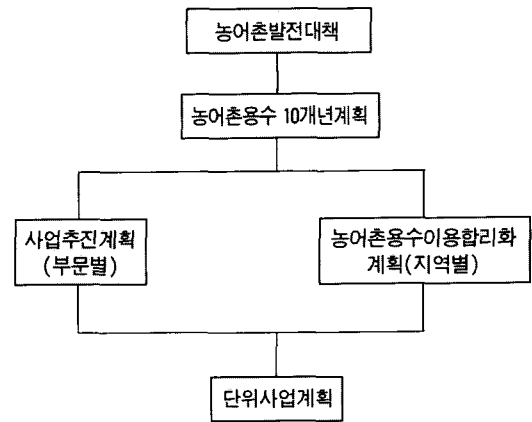 농어촌발전대책
농어촌용수 10개년계획
사업추진계획
(부문별)
농어촌용수이용합리화
계획(지역별)
단위사업계획